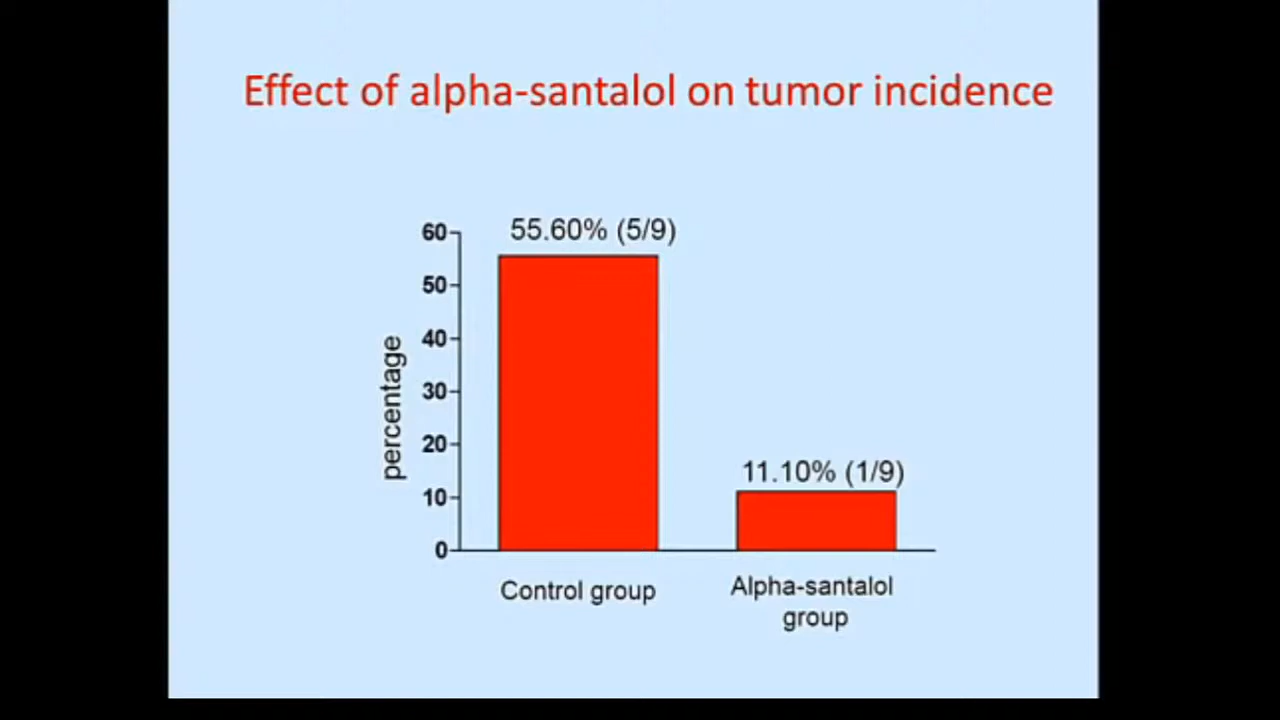 Effect of alpha-santalol on tumor incidence
55.60% (5/9)
60
50
40
30
20
10
0
percentage
11.10% (1/9)
Control group
Alpha-santalol
group